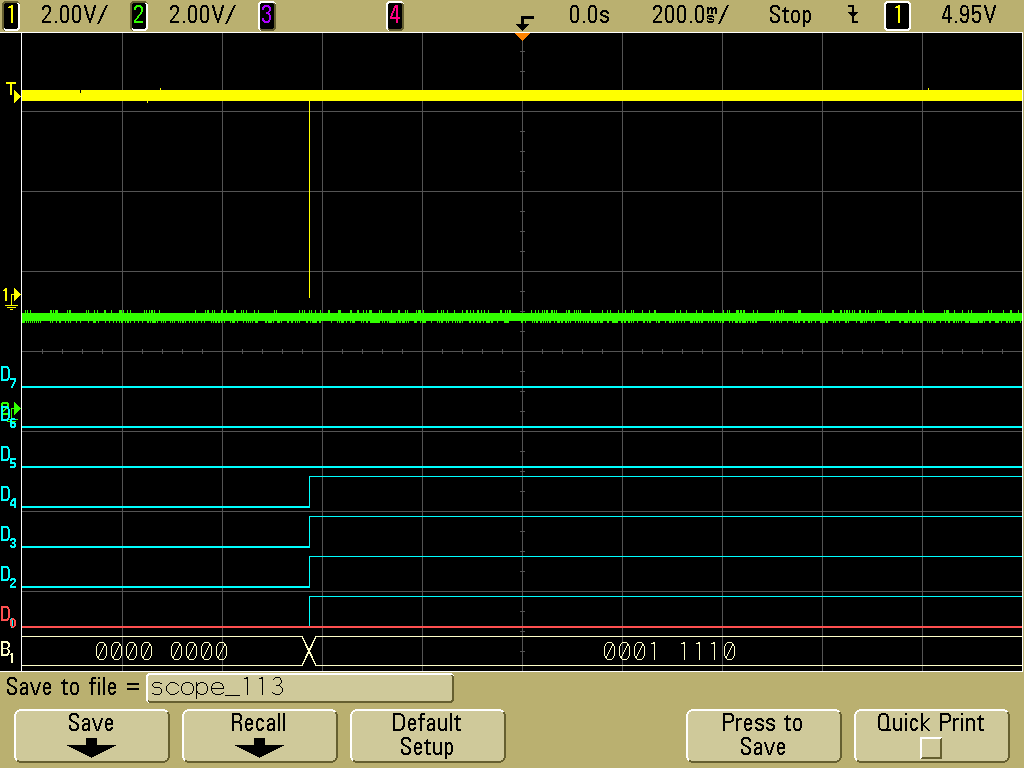 1 2.00V/ 2 2.00V/ 3 4 0.0s 200.0ms/ Stop 1 4.95V
T
1
D7
D5
D4
D3
D2
D0
B1 0000 0000 0001 1110
Save to file = scope_113
Save Recall Default Setup Press to Save Quick Print